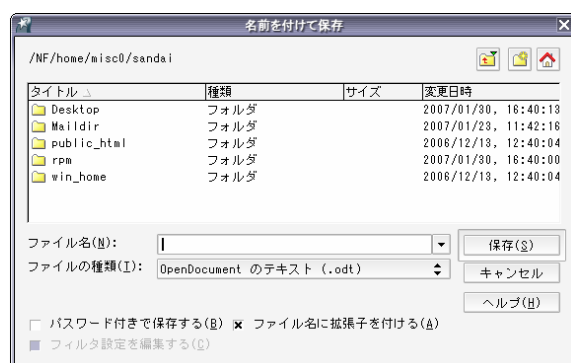 名前を付けて保存
/NF/home/misc0/sandai
タイトル 種類 サイズ 変更日時
Desktop フォルダ 2007/01/30, 16:40:13
Maildir フォルダ 2007/01/23, 11:42:16
public_html フォルダ 2006/12/13, 12:40:04
rpm フォルダ 2007/01/30, 16:40:00
win_home フォルダ 2006/12/13, 12:40:04
ファイル名(N): 保存(S)
ファイルの種類(T): OpenDocument のテキスト (.odt) キャンセル
ヘルプ(H)
パスワード付きで保存する(B) ファイル名に拡張子を付ける(A)
フィルタ設定を編集する(C)